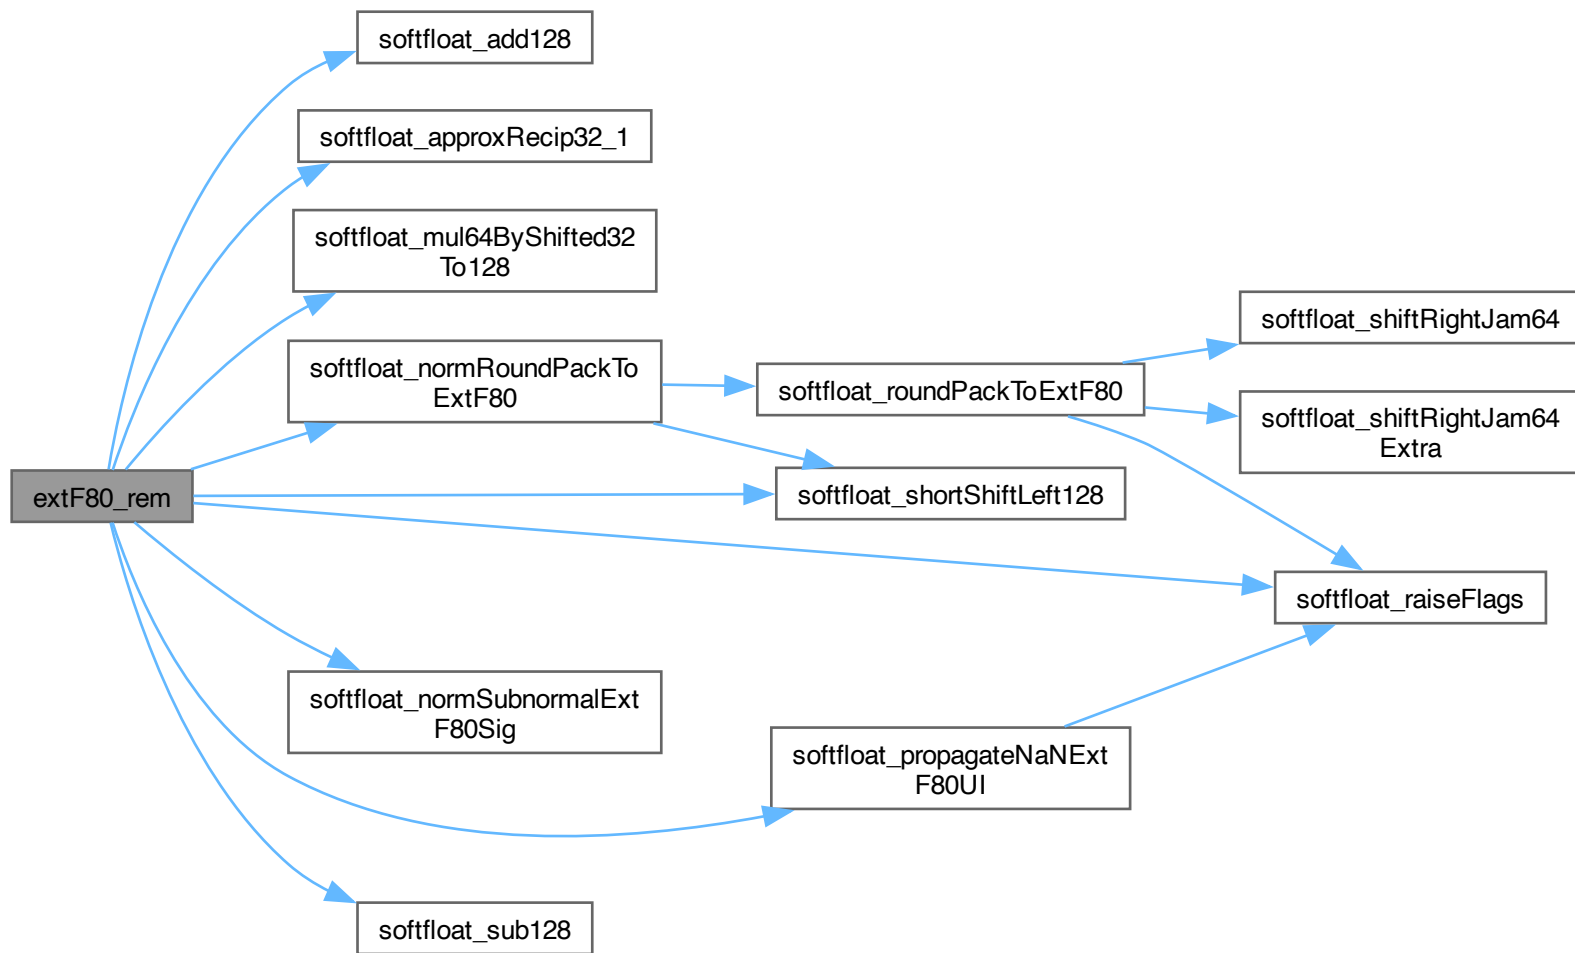 softfloat_add128
softfloat_approxRecip32_1
softfloat_mul64ByShifted32
To128
softfloat_normRoundPackTo
ExtF80
softfloat_roundPackToExtF80
softfloat_shiftRightJam64
softfloat_shiftRightJam64
Extra
extF80_rem
softfloat_shortShiftLeft128
softfloat_raiseFlags
softfloat_normSubnormalExt
F80Sig
softfloat_propagateNaNExt
F80UI
softfloat_sub128